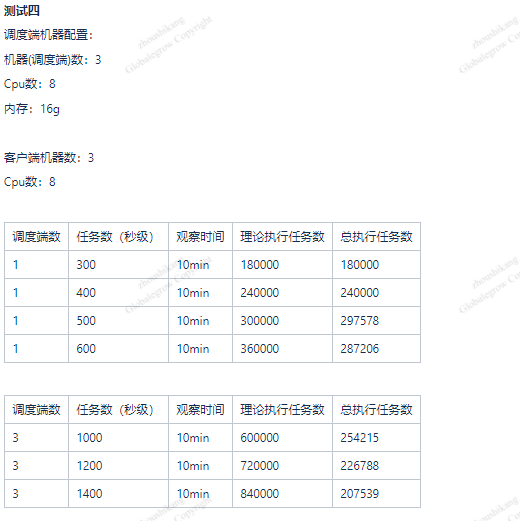 测试四
调度端机器配置：
机器(调度端)数：3
Cpu数：8
内存：16g
客户端机器数：3
Cpu数：8
调度端数 任务数（秒级） 观察时间 理论执行任务数 总执行任务数
1 300 10min 180000 180000
1 400 10min 240000 240000
1 500 10min 300000 297578
1 600 10min 360000 287206
调度端数 任务数（秒级） 观察时间 理论执行任务数 总执行任务数
3 1000 10min 600000 254215
3 1200 10min 720000 226788
3 1400 10min 840000 207539